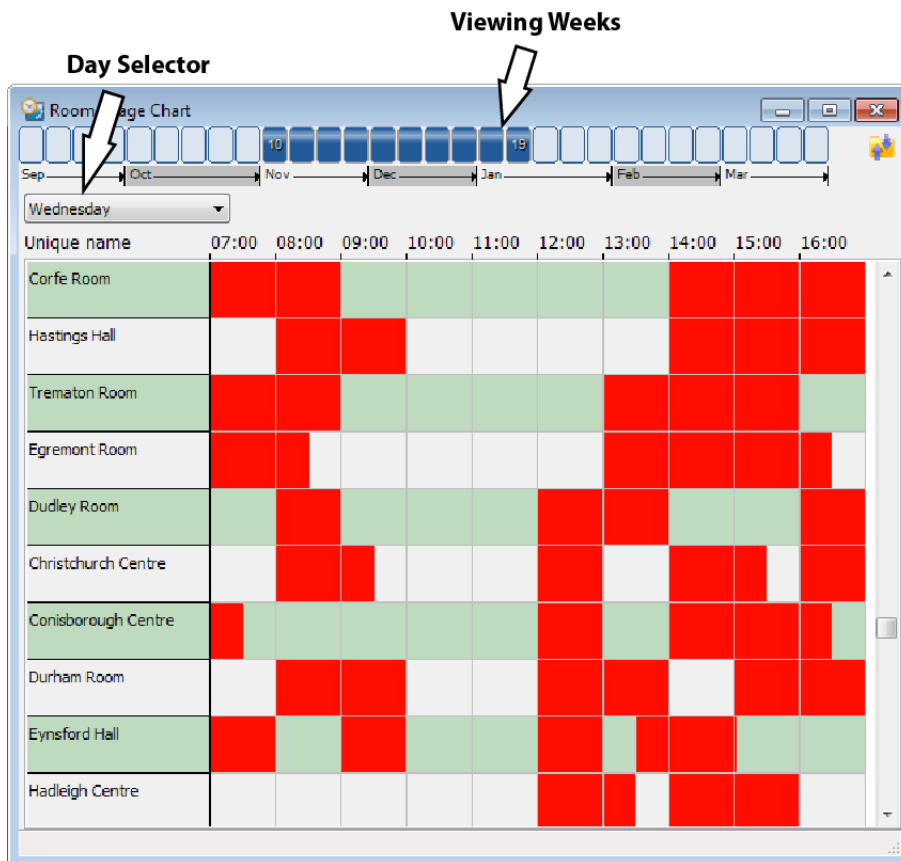 Viewing Weeks
Day Selector
Room age Chart
10 19
Sep Oct Nov Dec Jan Feb Mar
Wednesday
Unique name 07:00 08:00 09:00 10:00 11:00 12:00 13:00 14:00 15:00 16:00
Corfe Room
Hastings Hall
Trematon Room
Egremont Room
Dudley Room
Christchurch Centre
Conisborough Centre
Durham Room
Eynsford Hall
Hadleigh Centre